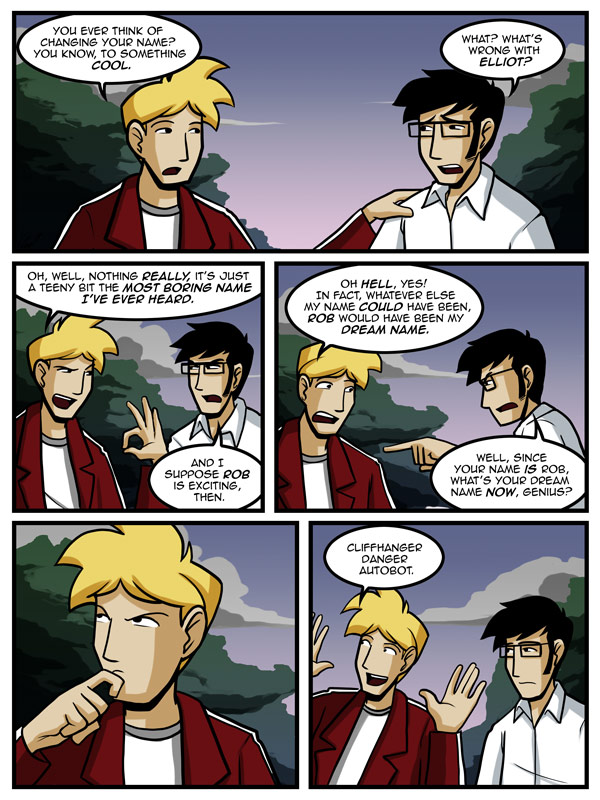 YOU EVER THINK OF
CHANGING YOUR NAME?
YOU KNOW, TO SOMETHING
COOL.
WHAT? WHAT'S
WRONG WITH
ELLIOT?
OH, WELL, NOTHING REALLY, IT'S JUST
A TEENY BIT THE MOST BORING NAME
I'VE EVER HEARD.
AND I
SUPPOSE ROB
IS EXCITING,
THEN.
OH HELL, YES!
IN FACT, WHATEVER ELSE
MY NAME COULD HAVE BEEN,
ROB WOULD HAVE BEEN MY
DREAM NAME.
WELL, SINCE
YOUR NAME IS ROB,
WHAT'S YOUR DREAM
NAME NOW, GENIUS?
CLIFFHANGER
DANGER
AUTOBOT.